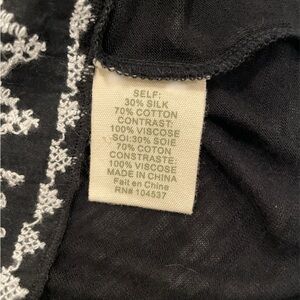 SELF:
30% SILK
70% COTTON
CONTRAST:
100% VISCOSE
SOI:30% SOIE
70% COTON
CONSTRASTE:
100% VISCOSE
MADE IN CHINA
Fait en Chine
RN# 104537